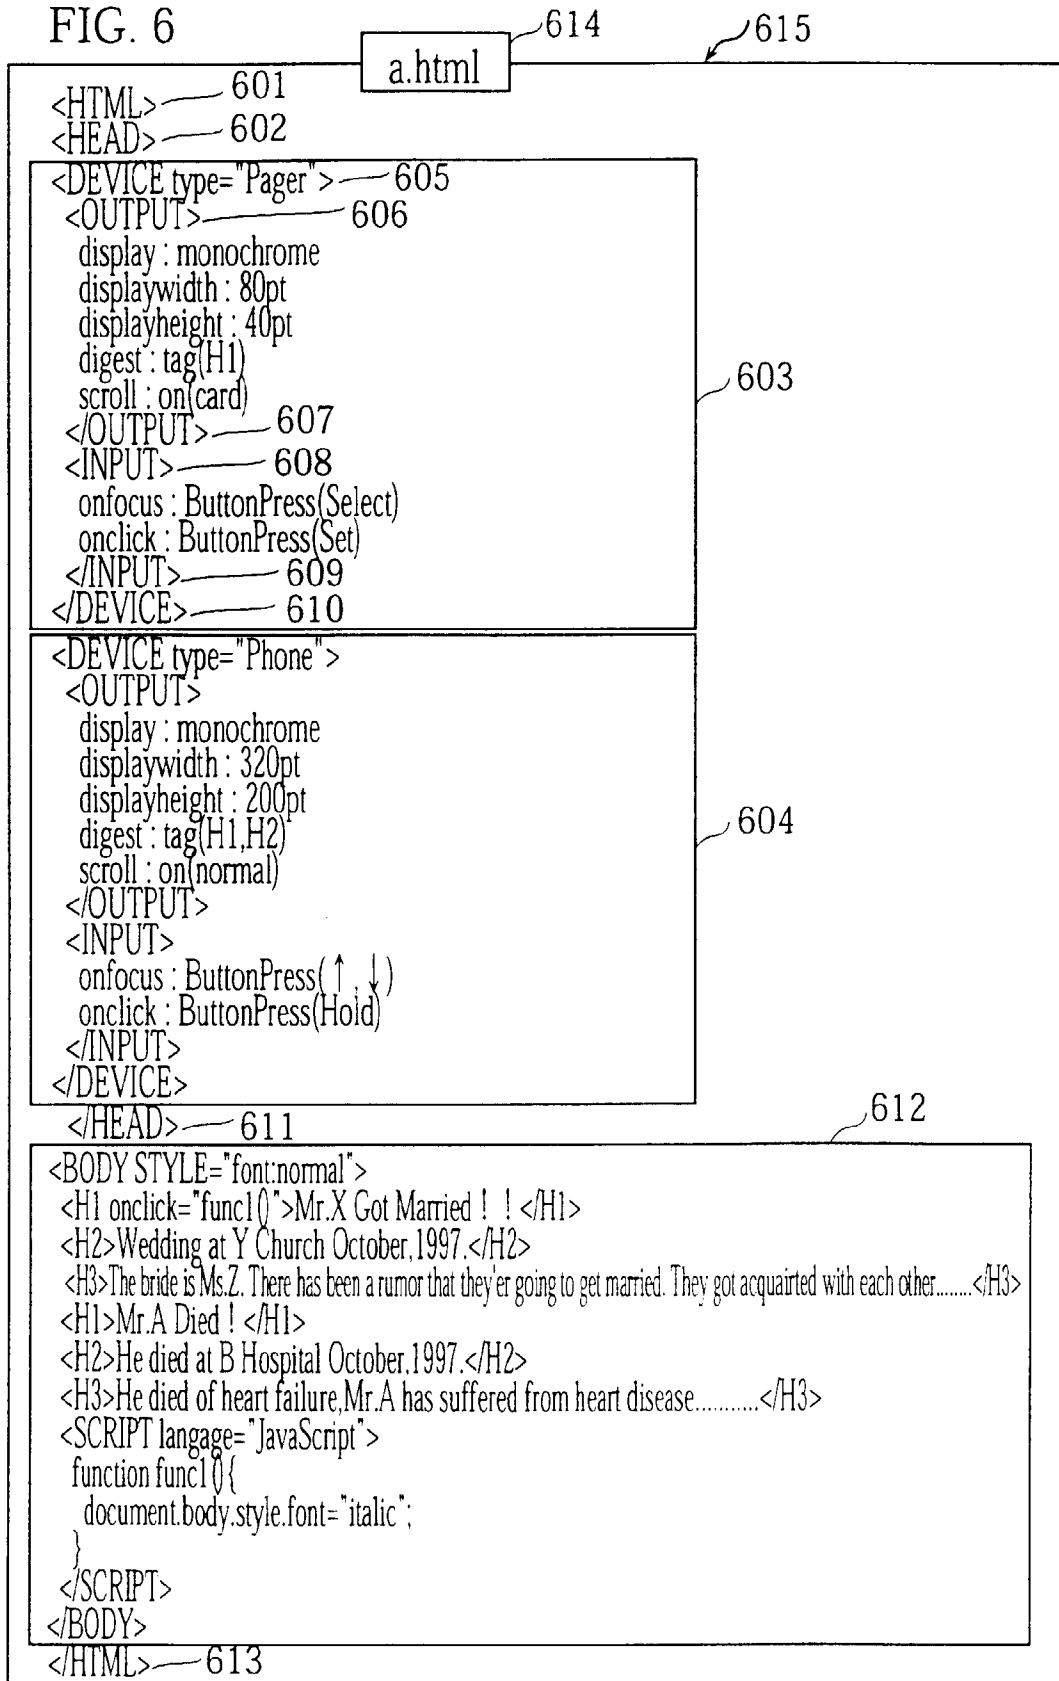 FIG. 6
614
615
a.html
<HTML> 601
<HEAD> 602
<DEVICE type="Pager"> 605
<OUTPUT> 606
display : monochrome
displaywidth : 80pt
displayheight : 40pt
digest : tag(H1)
scroll : on(card)
603
</OUTPUT> 607
<INPUT> 608
onfocus : ButtonPress(Select)
onclick : ButtonPress(Set)
</INPUT> 609
</DEVICE> 610
<DEVICE type="Phone">
<OUTPUT>
display : monochrome
displaywidth : 320pt
displayheight : 200pt
digest : tag(H1,H2)
604
scroll : on(normal)
</OUTPUT>
<INPUT>
onfocus : ButtonPress(↑,↓)
onclick : ButtonPress(Hold)
</INPUT>
</DEVICE>
</HEAD> 611
612
<BODY STYLE="font:normal">
<H1 onclick="func1()">Mr.X Got Married ! ! </H1>
<H2>Wedding at Y Church October,1997.</H2>
<H3>The bride is Ms.Z. There has been a rumor that they'er going to get married. They got acquairted with each other........</H3>
<H1>Mr.A Died ! </H1>
<H2>He died at B Hospital October,1997.</H2>
<H3>He died of heart failure,Mr.A has suffered from heart disease...........</H3>
<SCRIPT langage="JavaScript">
function func1(){
document.body.style.font="italic";
}
</SCRIPT>
</BODY>
</HTML> 613